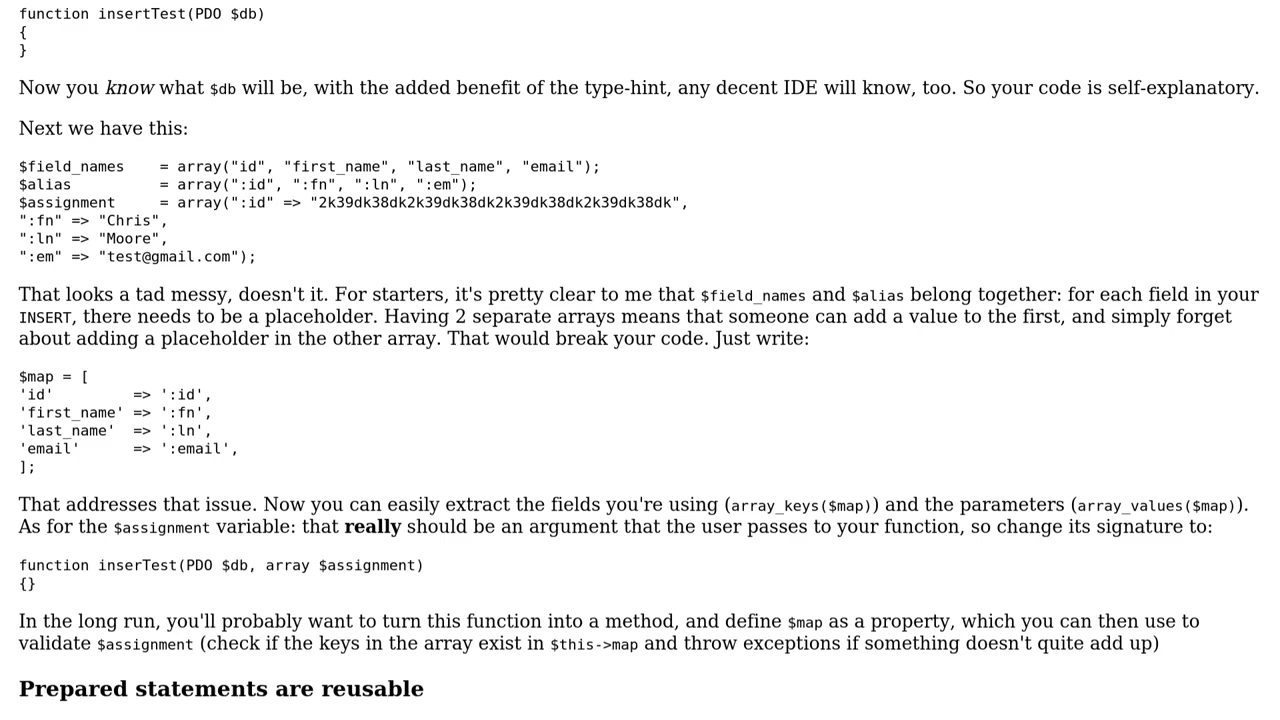 function insertTest(PDO $db)
{
}
Now you know what $db will be, with the added benefit of the type-hint, any decent IDE will know, too. So your code is self-explanatory.
Next we have this:
$field_names    = array("id", "first_name", "last_name", "email");
$alias          = array(":id", ":fn", ":ln", ":em");
$assignment     = array(":id" => "2k39dk38dk2k39dk38dk2k39dk38dk2k39dk38dk",
":fn" => "Chris",
":ln" => "Moore",
":em" => "test@gmail.com");
That looks a tad messy, doesn't it. For starters, it's pretty clear to me that $field_names and $alias belong together: for each field in your
INSERT, there needs to be a placeholder. Having 2 separate arrays means that someone can add a value to the first, and simply forget
about adding a placeholder in the other array. That would break your code. Just write:
$map = [
'id'         => ':id',
'first_name' => ':fn',
'last_name'  => ':ln',
'email'      => ':email',
];
That addresses that issue. Now you can easily extract the fields you're using (array_keys($map)) and the parameters (array_values($map)).
As for the $assignment variable: that really should be an argument that the user passes to your function, so change its signature to:
function inserTest(PDO $db, array $assignment)
{}
In the long run, you'll probably want to turn this function into a method, and define $map as a property, which you can then use to
validate $assignment (check if the keys in the array exist in $this->map and throw exceptions if something doesn't quite add up)
Prepared statements are reusable